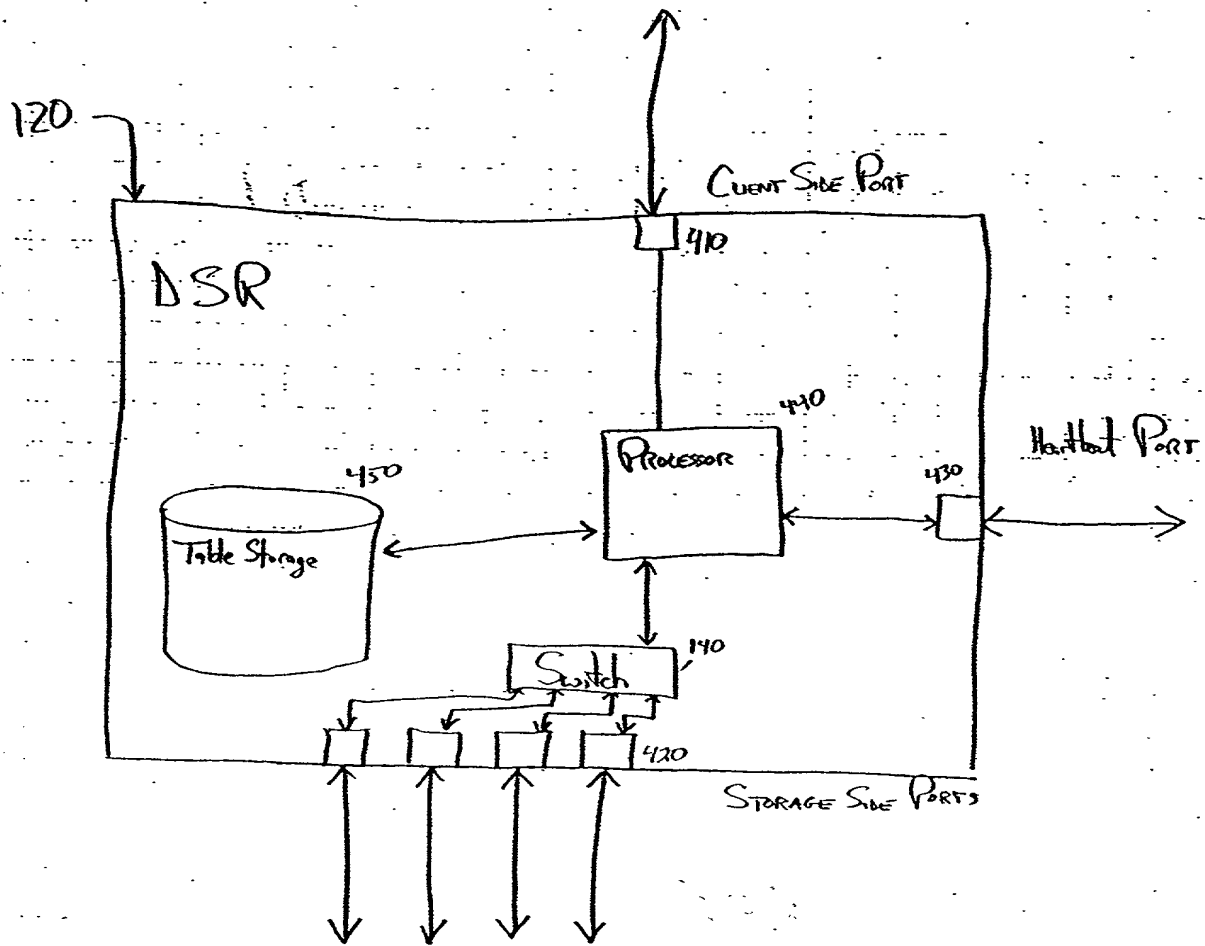 120
CLIENT SIDE PORT
410
DSR
440
PROCESSOR
Heartbeat PORT
430
450
Table Storage
140
Switch
420
STORAGE SIDE PORTS